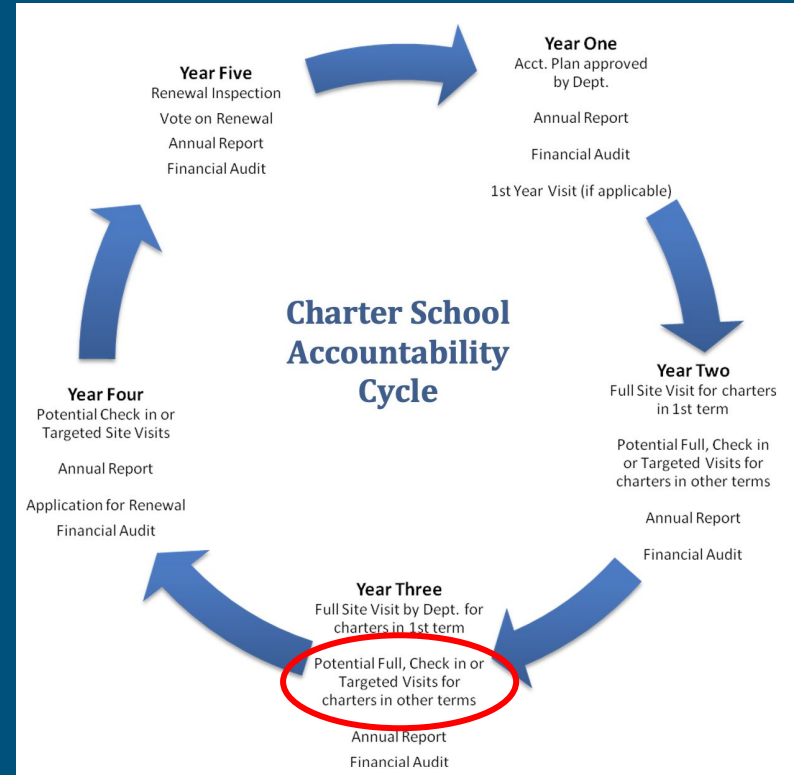 Year One
Acct. Plan approved
by Dept.
Annual Report
Financial Audit
1st Year Visit (if applicable)
Year Two
Full Site Visit for charters
in 1st term
Potential Full, Check in
or Targeted Visits for
charters in other terms
Annual Report
Financial Audit
Year Three
Full Site Visit by Dept. for
charters in 1st term
Potential Full, Check in or
Targeted Visits for
charters in other terms
Annual Report
Financial Audit
Year Four
Potential Check in or
Targeted Site Visits
Annual Report
Application for Renewal
Financial Audit
Year Five
Renewal Inspection
Vote on Renewal
Annual Report
Financial Audit
Charter School
Accountability
Cycle